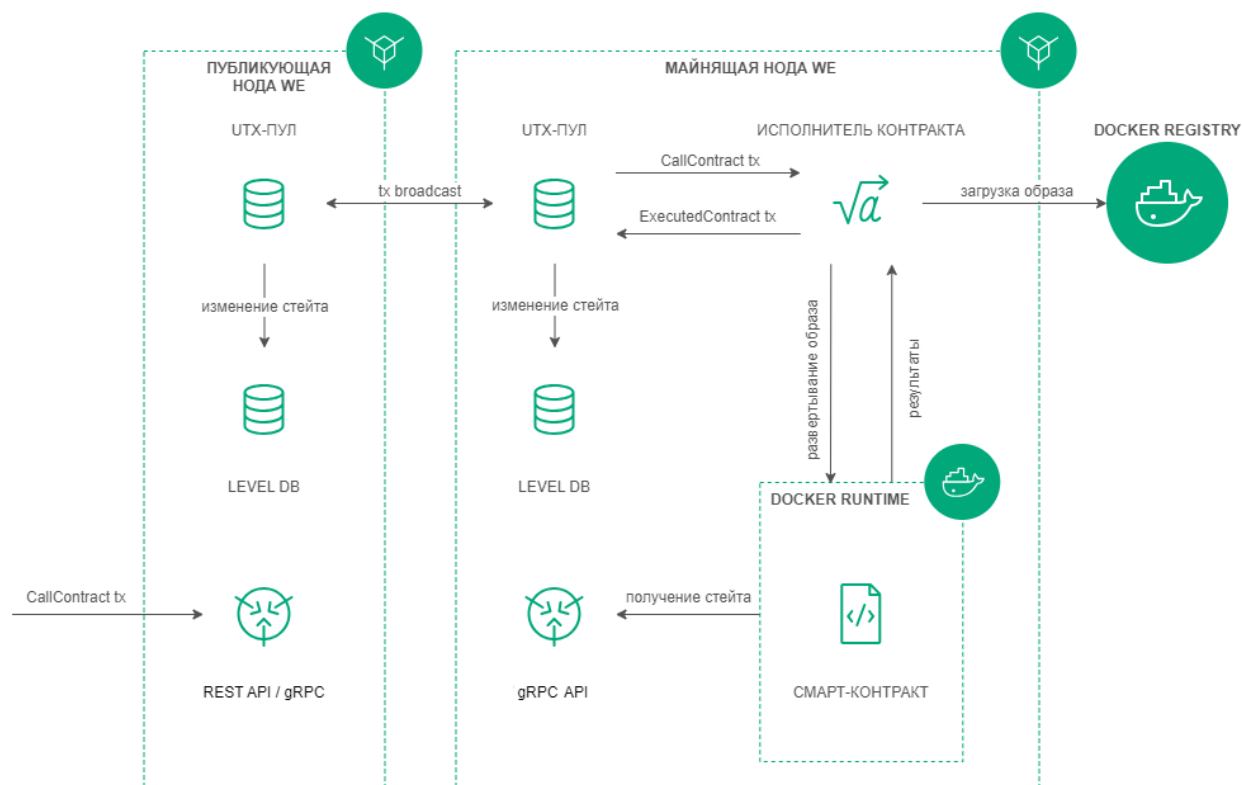 ПУБЛИКУЮЩАЯ
НОДА WE
МАЙНЯЩАЯ НОДА WE
UTX-ПУЛ
UTX-ПУЛ
ИСПОЛНИТЕЛЬ КОНТРАКТА
DOCKER REGISTRY
CallContract tx
tx broadcast
загрузка образа
ExecutedContract tx
изменение стейта
изменение стейта
развертывание образа
результаты
LEVEL DB
LEVEL DB
DOCKER RUNTIME
CallContract tx
получение стейта
REST API / gRPC
gRPC API
СМАРТ-КОНТРАКТ